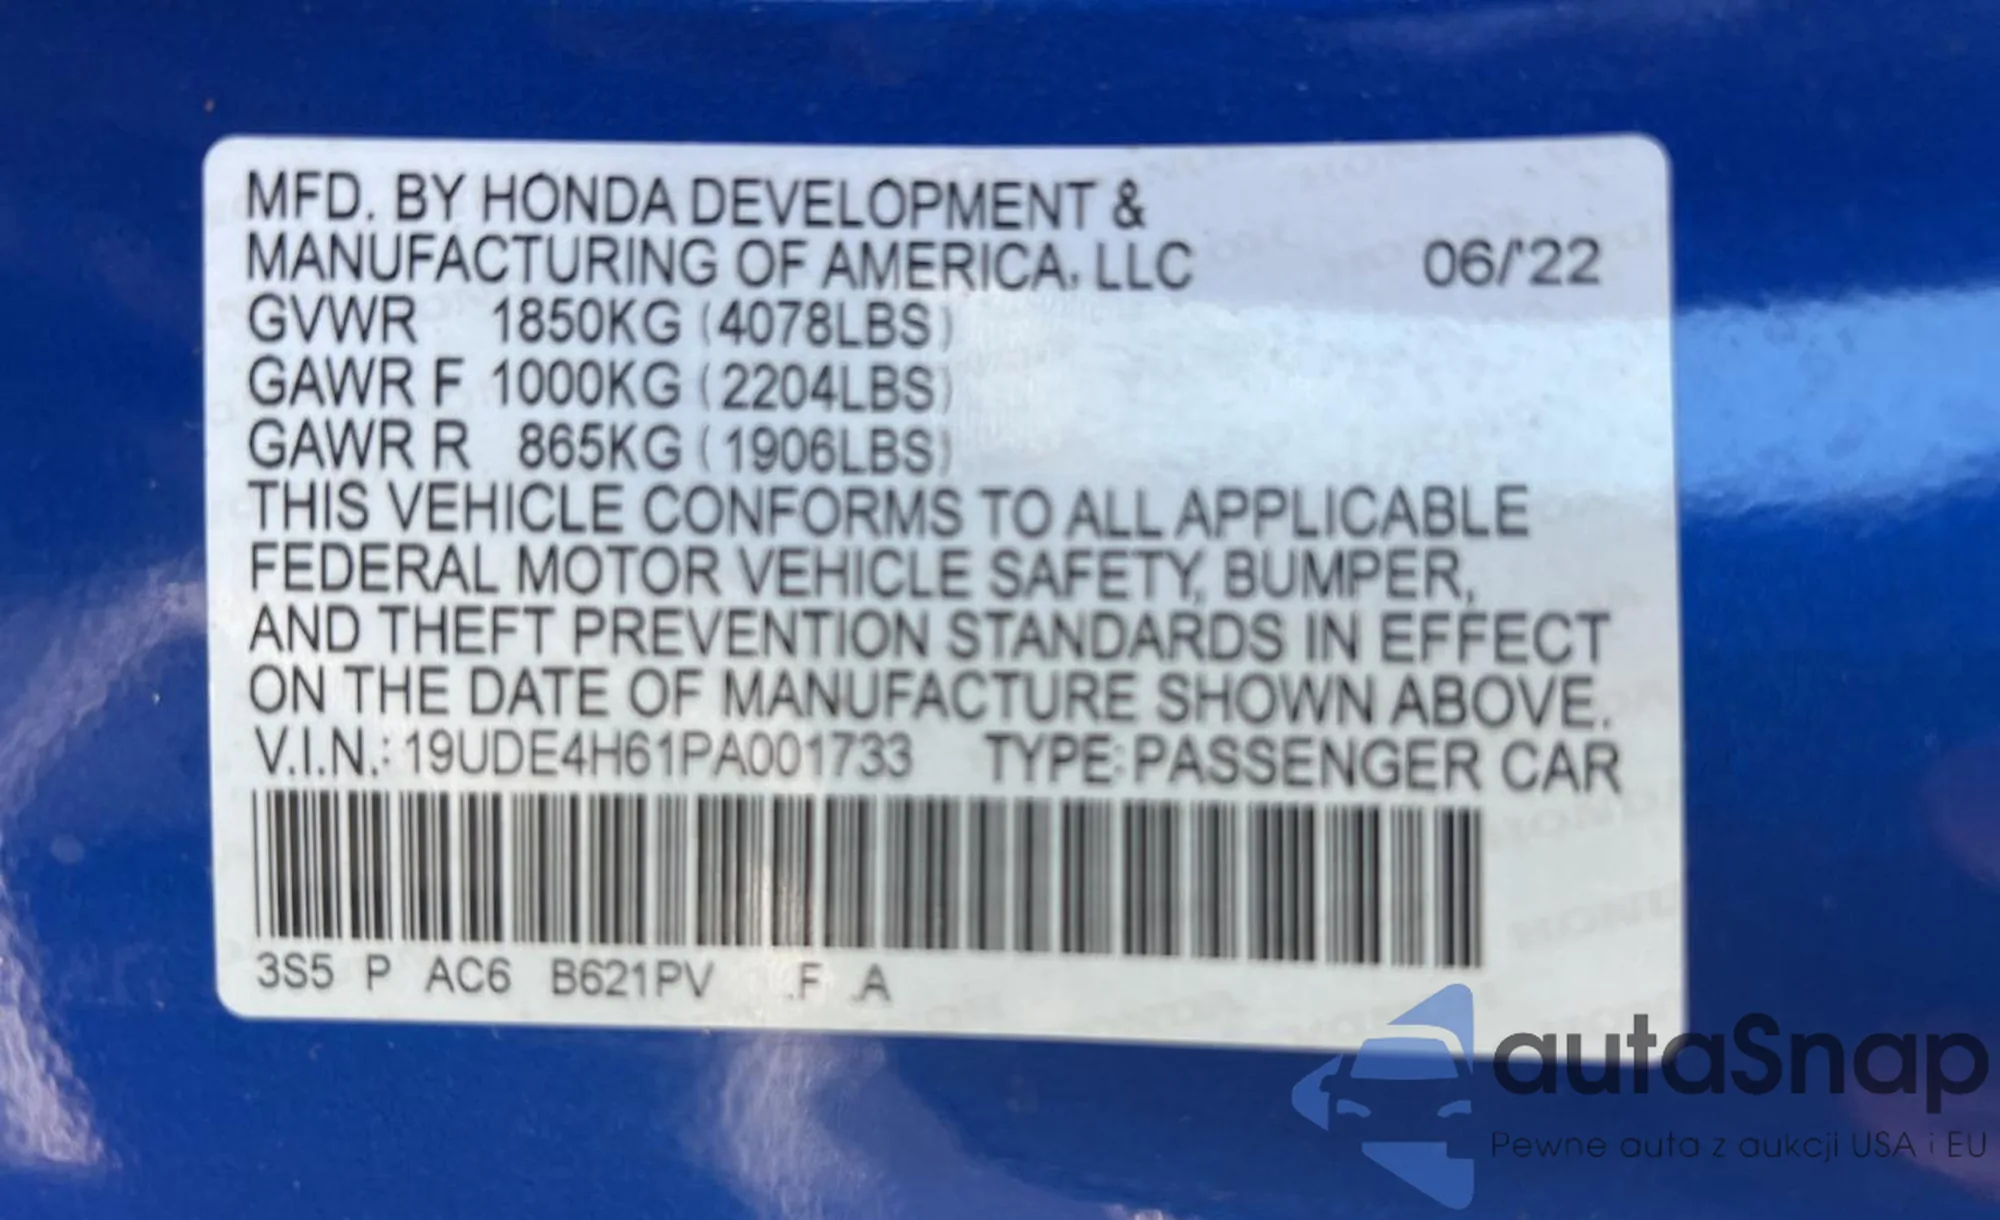 MFD. BY HONDA DEVELOPMENT &
MANUFACTURING OF AMERICA, LLC 06/'22
GVWR 1850KG (4078LBS)
GAWR F 1000KG (2204LBS)
GAWR R 865KG (1906LBS)
THIS VEHICLE CONFORMS TO ALL APPLICABLE
FEDERAL MOTOR VEHICLE SAFETY, BUMPER,
AND THEFT PREVENTION STANDARDS IN EFFECT
ON THE DATE OF MANUFACTURE SHOWN ABOVE.
V.I.N.: 19UDE4H61PA001733 TYPE: PASSENGER CAR
3S5 P AC6 B621PV .F .A
autaSnap
Pewne auta z aukcji USA i EU